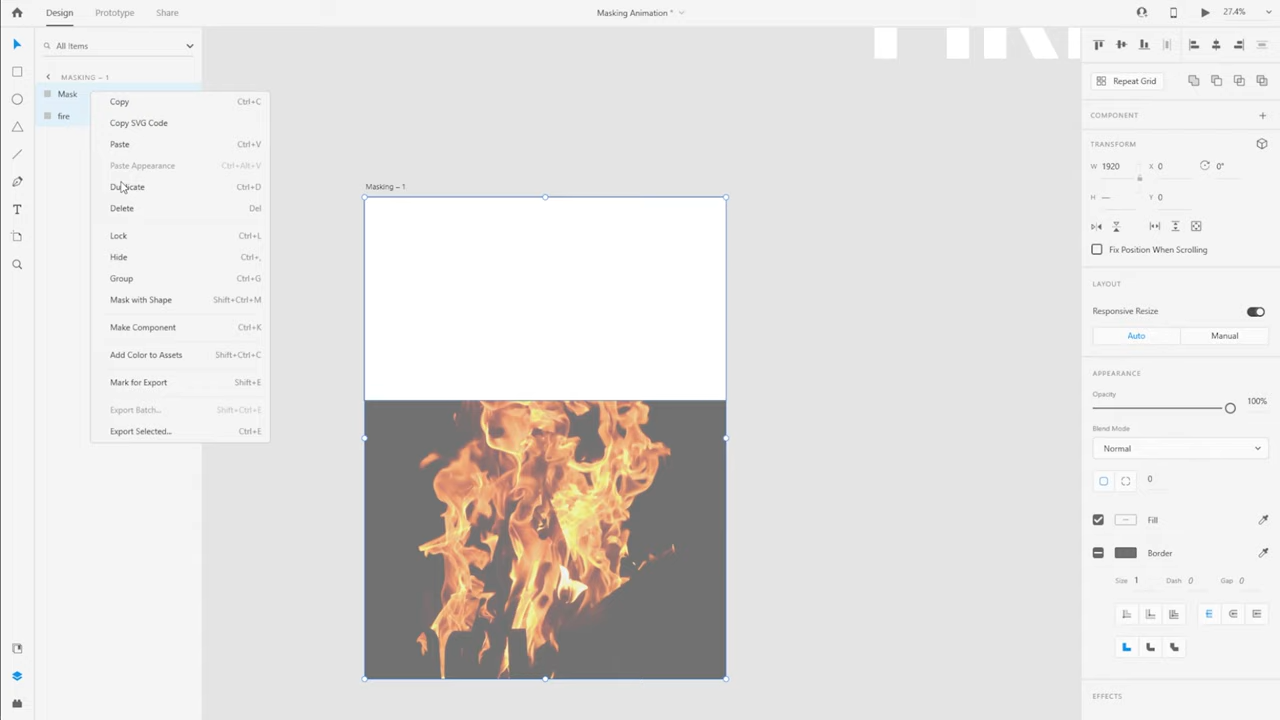 Design Prototype Share
Masking Animation *
27.4%
All Items
MASKING – 1
Mask
fire
Copy Ctrl+C
Copy SVG Code
Paste Ctrl+V
Paste Appearance Ctrl+Alt+V
Duplicate Ctrl+D
Delete Del
Lock Ctrl+L
Hide Ctrl+,
Group Ctrl+G
Mask with Shape Shift+Ctrl+M
Make Component Ctrl+K
Add Color to Assets Shift+Ctrl+C
Mark for Export Shift+E
Export Batch... Shift+Ctrl+E
Export Selected... Ctrl+E
Masking – 1
Repeat Grid
COMPONENT
TRANSFORM
W 1920 X 0 0°
H — Y 0
Fix Position When Scrolling
LAYOUT
Responsive Resize
Auto Manual
APPEARANCE
Opacity
100%
Blend Mode
Normal
0
Fill
Border
Size 1 Dash 0 Gap 0
EFFECTS